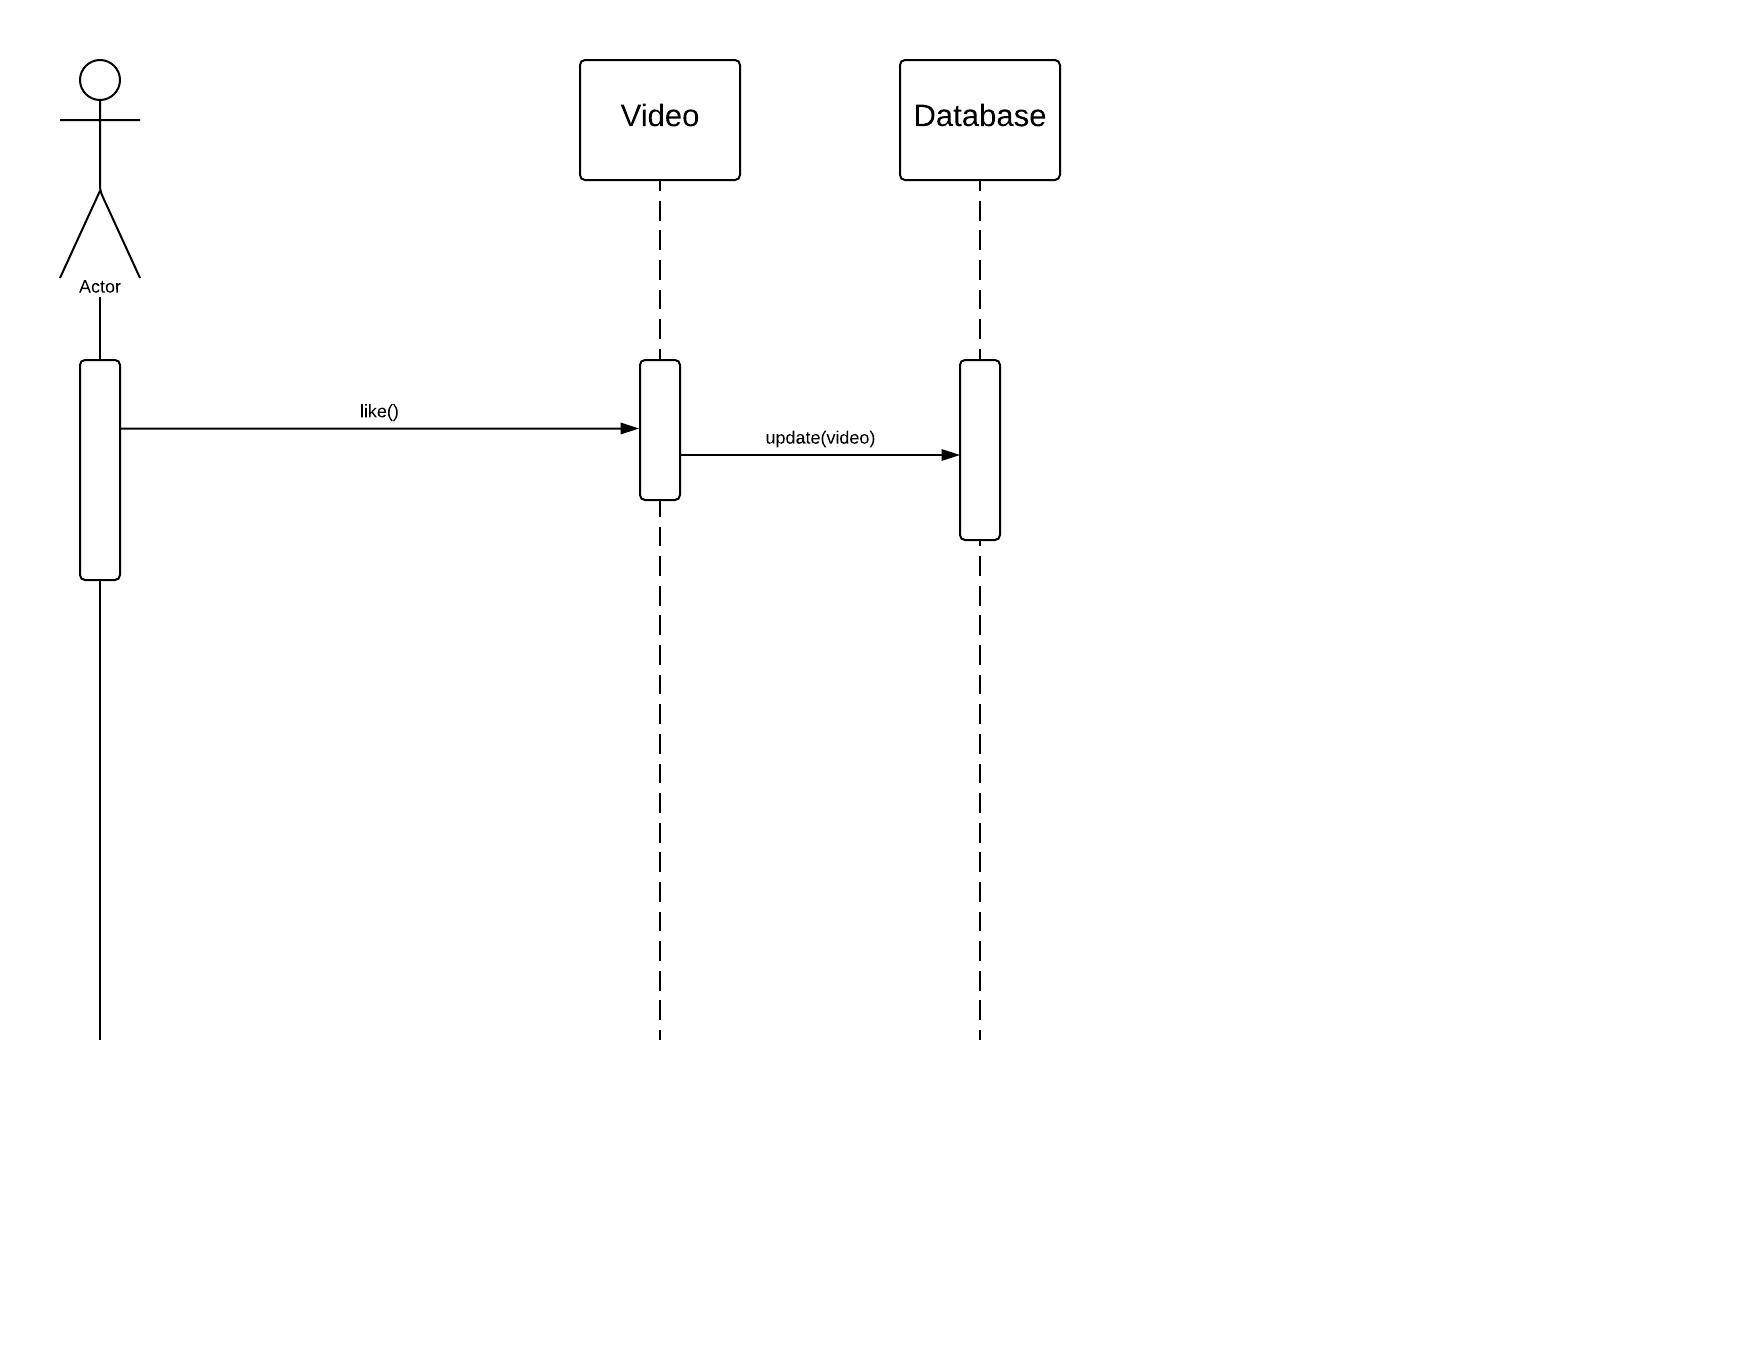 Video
Database
Actor
like()
update(video)